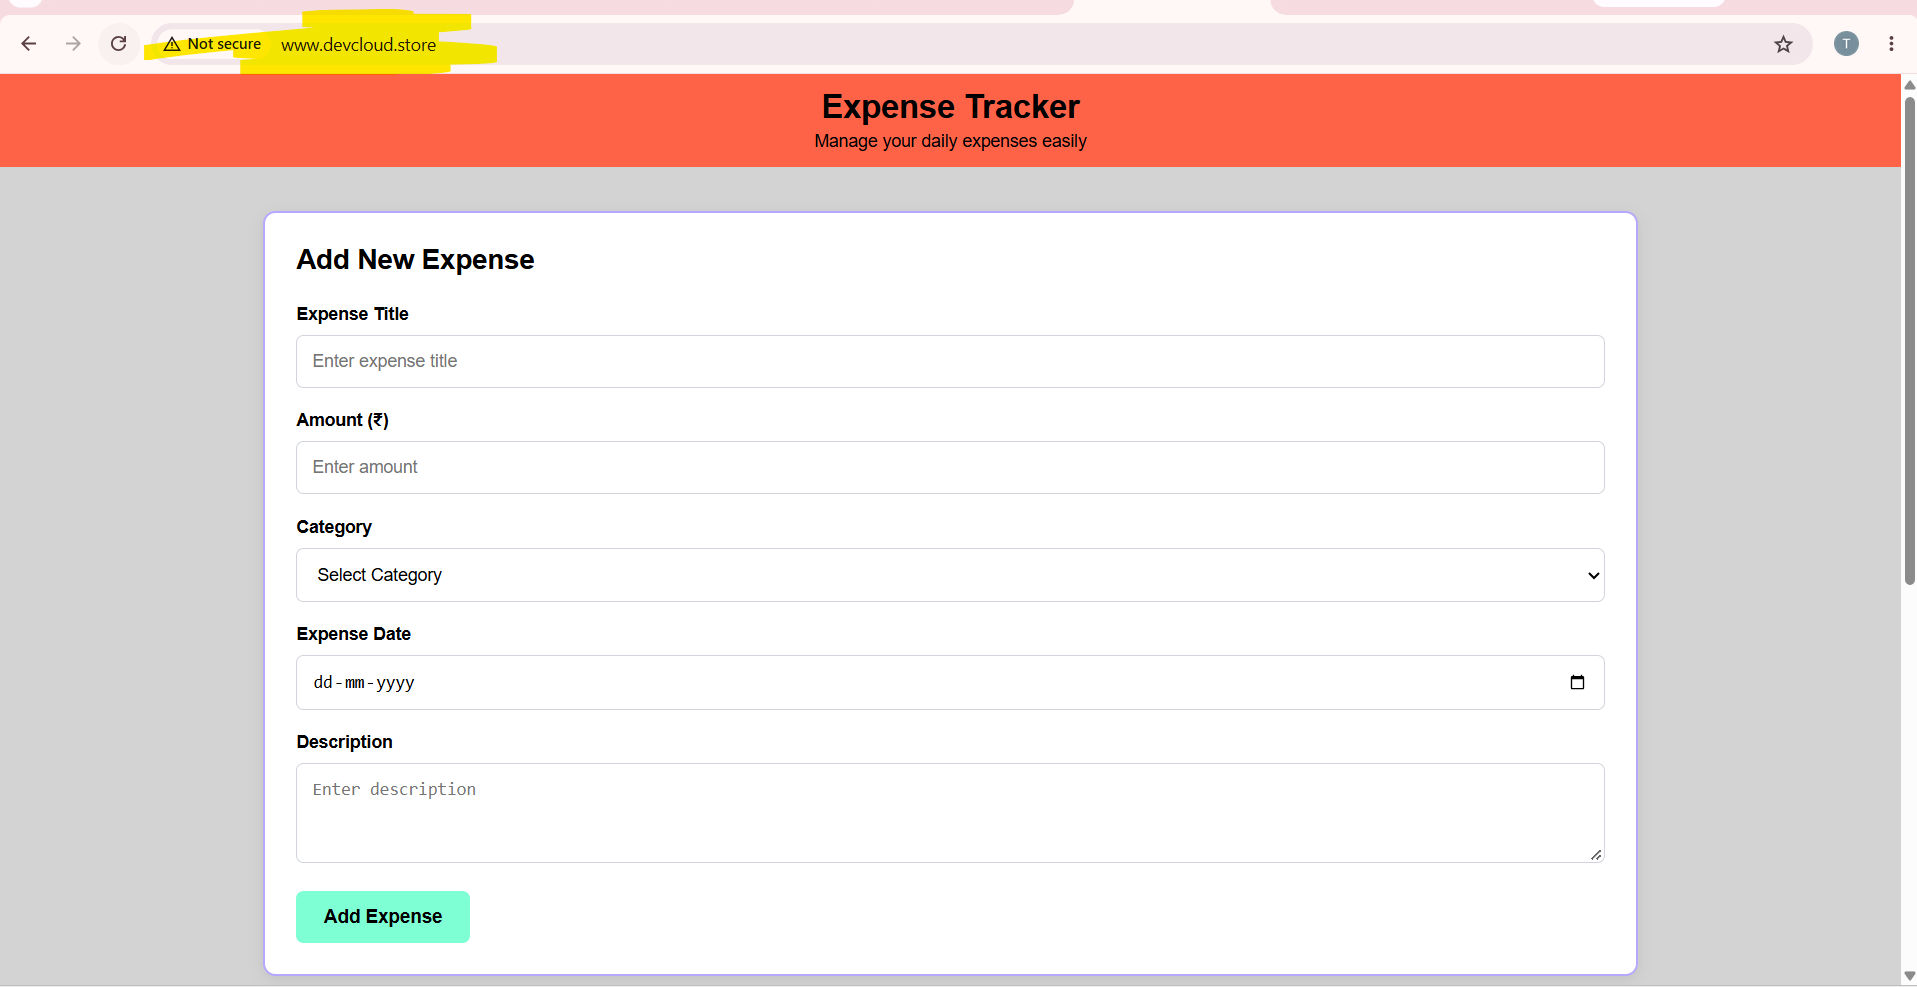 Not secure www.devcloud.store
T
Expense Tracker
Manage your daily expenses easily
Add New Expense
Expense Title
Enter expense title
Amount (₹)
Enter amount
Category
Select Category
Expense Date
dd-mm-yyyy
Description
Enter description
Add Expense